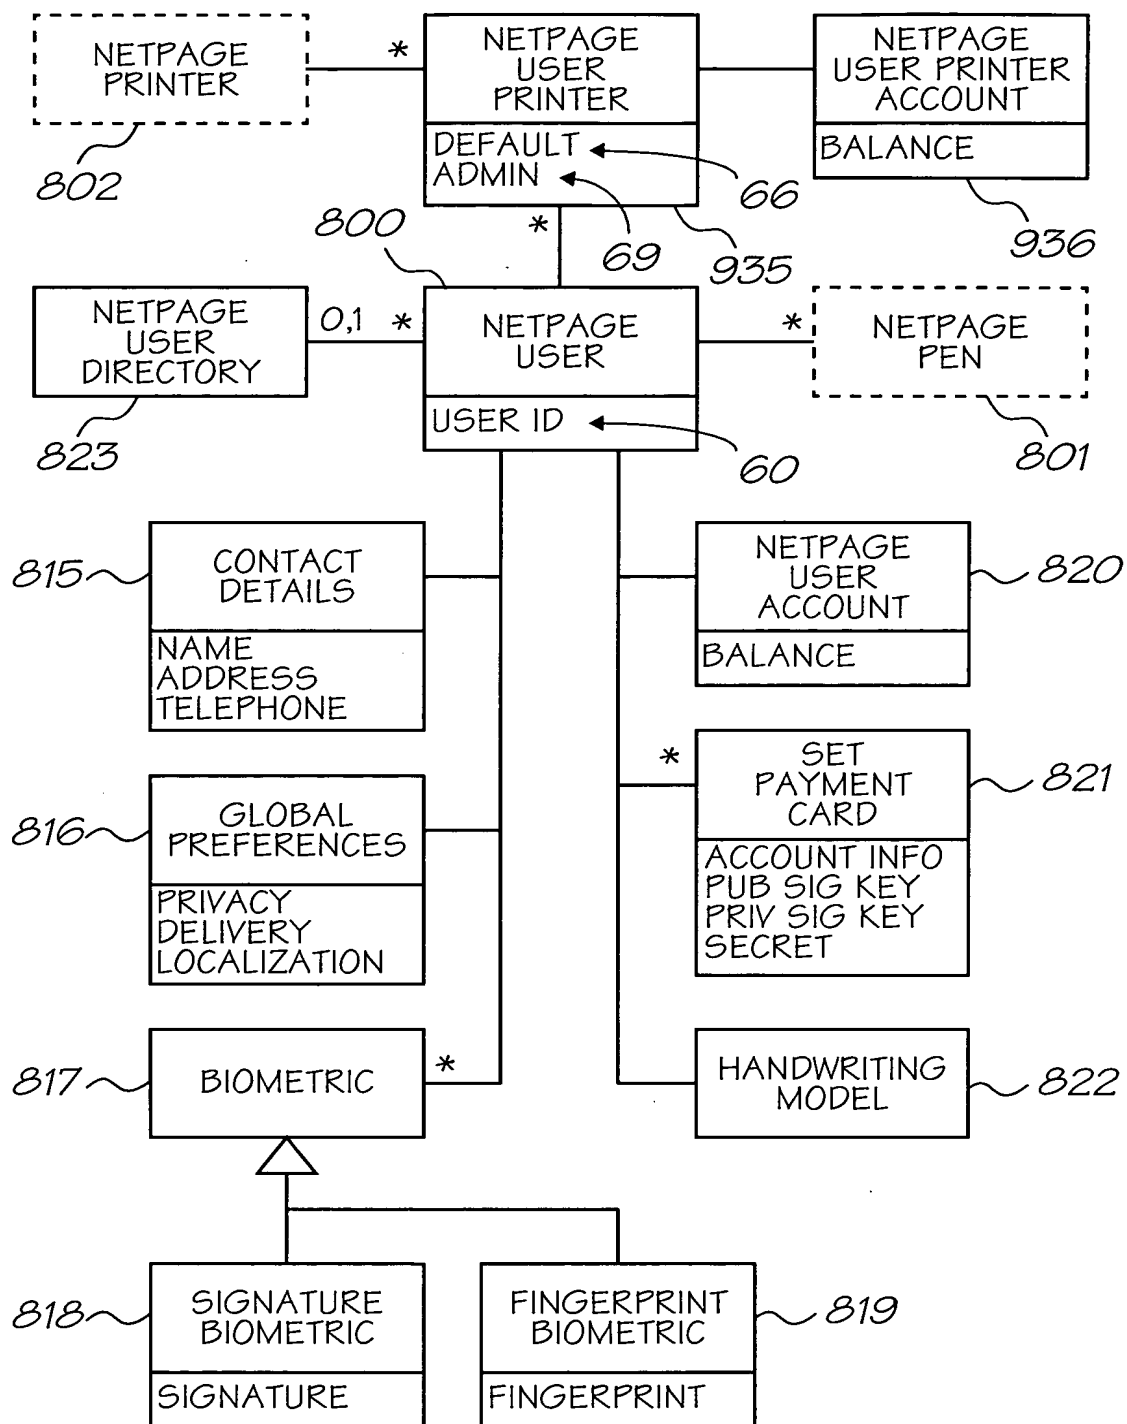 NETPAGE
PRINTER
802
*
NETPAGE
USER
PRINTER
DEFAULT
ADMIN
66
69
935
NETPAGE
USER PRINTER
ACCOUNT
BALANCE
936
*
800
NETPAGE
USER
DIRECTORY
823
0,1
*
NETPAGE
USER
USER ID
60
*
NETPAGE
PEN
801
815
CONTACT
DETAILS
NAME
ADDRESS
TELEPHONE
NETPAGE
USER
ACCOUNT
BALANCE
820
816
GLOBAL
PREFERENCES
PRIVACY
DELIVERY
LOCALIZATION
*
SET
PAYMENT
CARD
ACCOUNT INFO
PUB SIG KEY
PRIV SIG KEY
SECRET
821
817
BIOMETRIC
*
HANDWRITING
MODEL
822
818
SIGNATURE
BIOMETRIC
SIGNATURE
FINGERPRINT
BIOMETRIC
FINGERPRINT
819